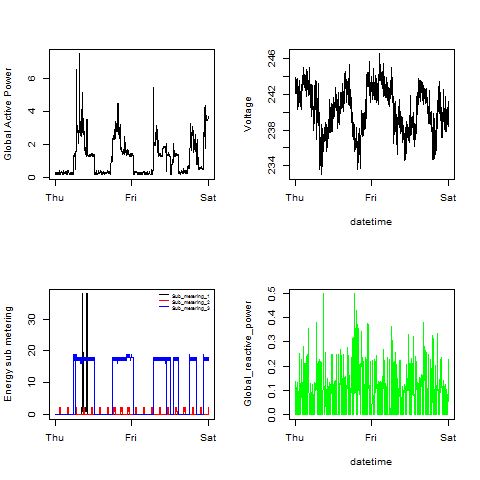 Global Active Power
0 2 4 6
Thu Fri Sat
Voltage
234 238 242 246
Thu Fri Sat
datetime
Energy sub metering
0 10 20 30
Sub_metering_1
Sub_metering_2
Sub_metering_3
Thu Fri Sat
Global_reactive_power
0.0 0.1 0.2 0.3 0.4 0.5
Thu Fri Sat
datetime